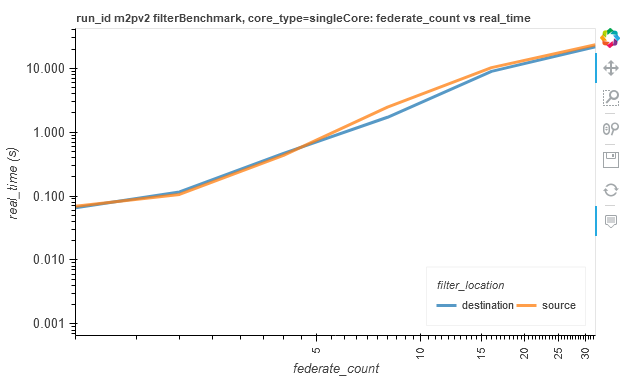 run_id m2pv2 filterBenchmark, core_type=singleCore: federate_count vs real_time
10.000
1.000
0.100
0.010
0.001
real_time (s)
filter_location
destination
source
5
10
15
20
25
30
federate_count